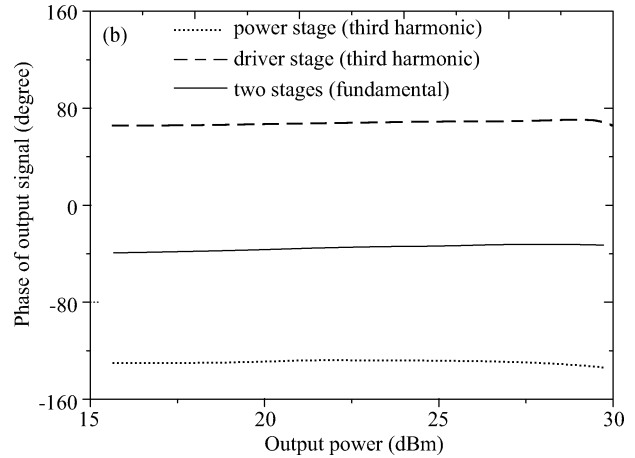 (b)
power stage (third harmonic)
driver stage (third harmonic)
two stages (fundamental)
Phase of output signal (degree)
160
80
0
-80
-160
15
20
25
30
Output power (dBm)